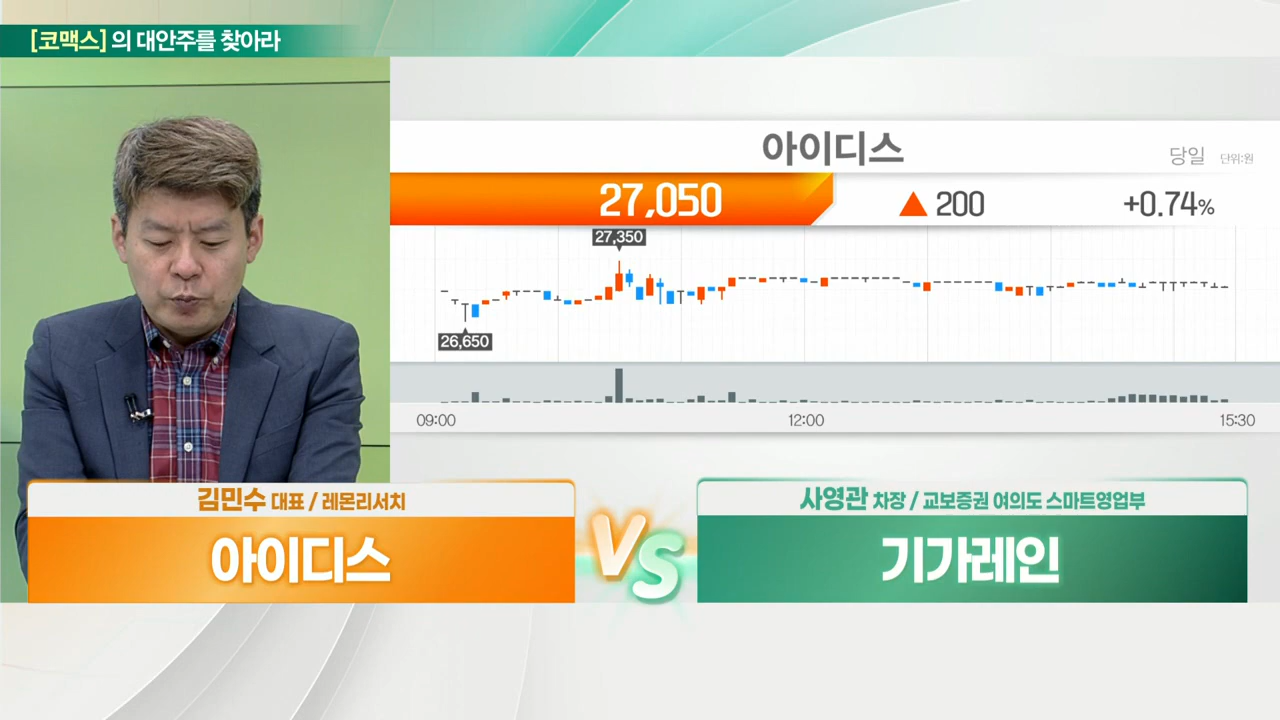 [코맥스]의 대안주를 찾아라
아이디스
당일 단위:원
27,050 ▲ 200 +0.74%
27,350
26,650
09:00 12:00 15:30
김민수 대표 / 레몬리서치
아이디스
VS
사영관 차장 / 교보증권 여의도 스마트영업부
기가레인